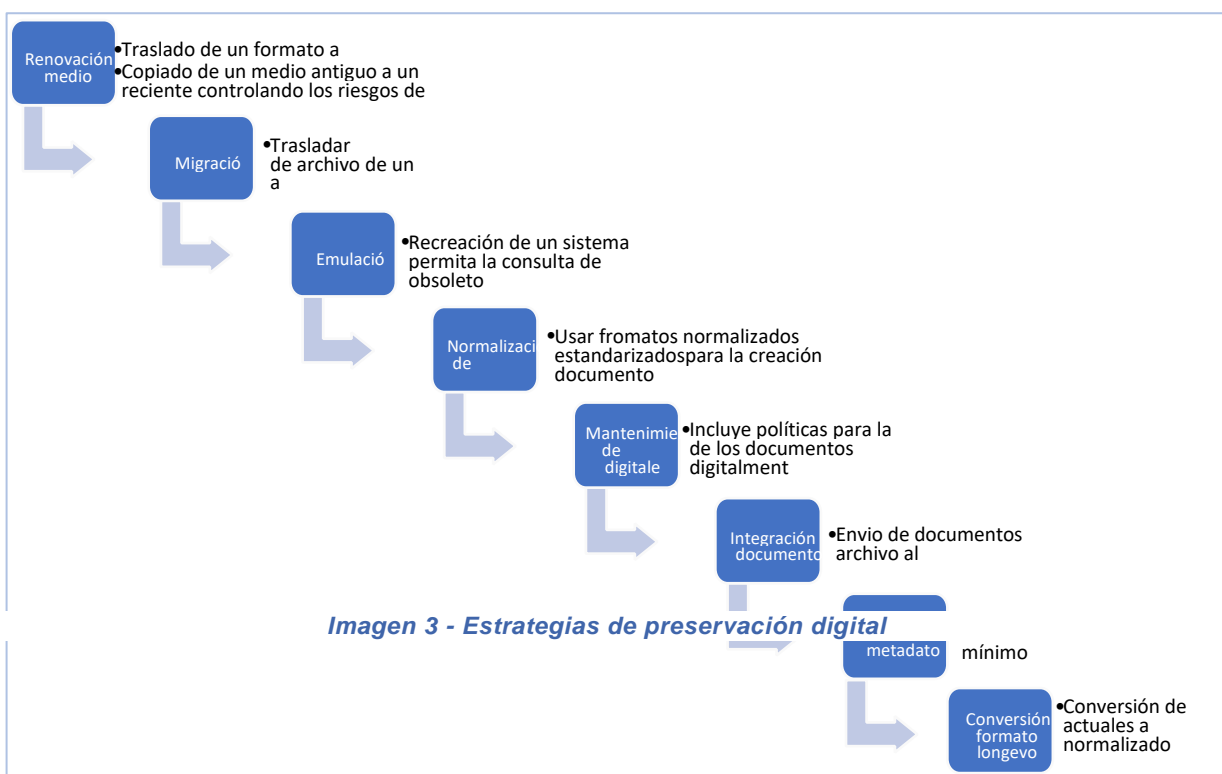 Renovación
medio
•Traslado de un formato a
•Copiado de un medio antiguo a un
reciente controlando los riesgos de
Migració
•Trasladar
de archivo de un
a
Emulació
•Recreación de un sistema
permita la consulta de
obsoleto
Normalizaci
de
•Usar fromatos normalizados
estandarizadospara la creación
documento
Mantenimie
de
digitale
•Incluye políticas para la
de los documentos
digitalment
Integración
documento
•Envio de documentos
archivo al
Imagen 3 - Estrategias de preservación digital
metadato
mínimo
Conversión
formato
longevo
•Conversión de
actuales a
normalizado